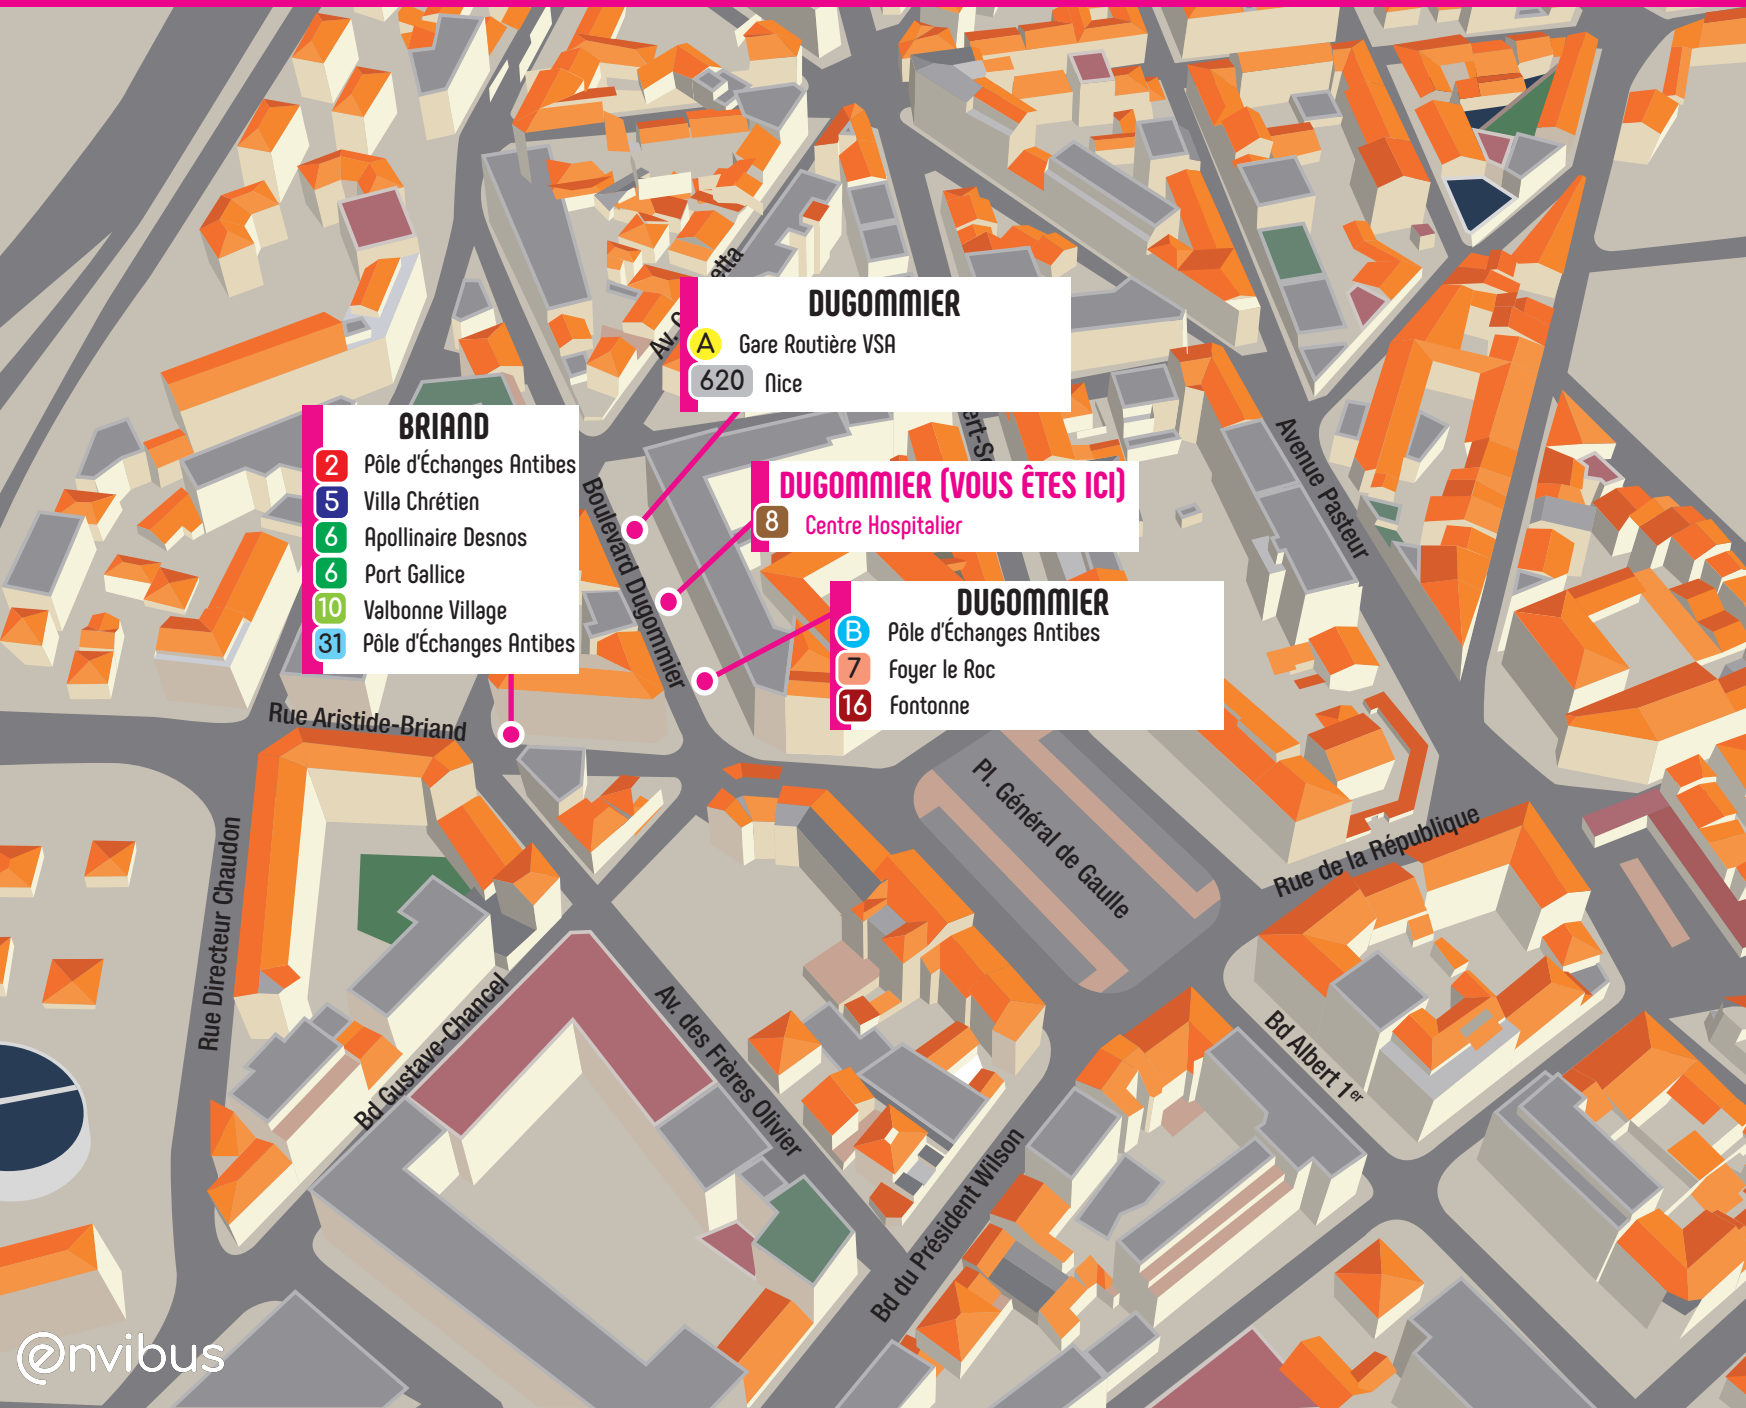 DUGOMMIER
A Gare Routière VSA
620 Nice
BRIAND
2 Pôle d'Échanges Antibes
5 Villa Chrétien
6 Apollinaire Desnos
6 Port Gallice
10 Valbonne Village
31 Pôle d'Échanges Antibes
DUGOMMIER (VOUS ÊTES ICI)
8 Centre Hospitalier
DUGOMMIER
B Pôle d'Échanges Antibes
7 Foyer le Roc
16 Fontonne
Av.
Boulevard Dugommier
Avenue Pasteur
Rue Aristide-Briand
Rue Directeur Chaudon
Pl. Général de Gaulle
Rue de la République
Bd Gustave-Chancel
Av. des Frères Olivier
Bd Albert 1er
Bd du Président Wilson
envibus